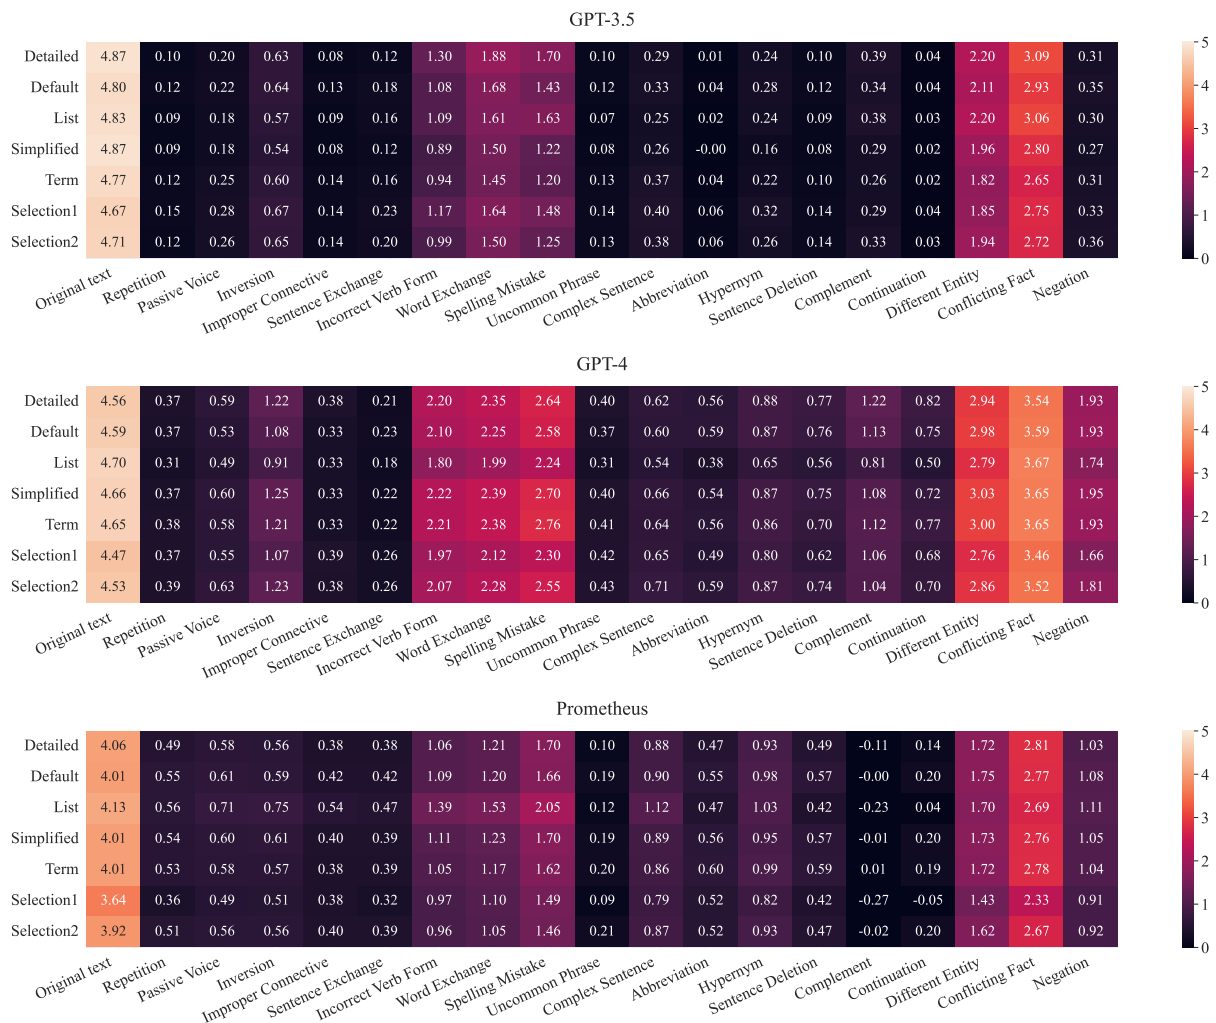 GPT-3.5
Detailed 4.87 0.10 0.20 0.63 0.08 0.12 1.30 1.88 1.70 0.10 0.29 0.01 0.24 0.10 0.39 0.04 2.20 3.09 0.31
Default 4.80 0.12 0.22 0.64 0.13 0.18 1.08 1.68 1.43 0.12 0.33 0.04 0.28 0.12 0.34 0.04 2.11 2.93 0.35
List 4.83 0.09 0.18 0.57 0.09 0.16 1.09 1.61 1.63 0.07 0.25 0.02 0.24 0.09 0.38 0.03 2.20 3.06 0.30
Simplified 4.87 0.09 0.18 0.54 0.08 0.12 0.89 1.50 1.22 0.08 0.26 -0.00 0.16 0.08 0.29 0.02 1.96 2.80 0.27
Term 4.77 0.12 0.25 0.60 0.14 0.16 0.94 1.45 1.20 0.13 0.37 0.04 0.22 0.10 0.26 0.02 1.82 2.65 0.31
Selection1 4.67 0.15 0.28 0.67 0.14 0.23 1.17 1.64 1.48 0.14 0.40 0.06 0.32 0.14 0.29 0.04 1.85 2.75 0.33
Selection2 4.71 0.12 0.26 0.65 0.14 0.20 0.99 1.50 1.25 0.13 0.38 0.06 0.26 0.14 0.33 0.03 1.94 2.72 0.36
Original text Repetition Passive Voice Inversion Improper Connective Sentence Exchange Incorrect Verb Form Word Exchange Spelling Mistake Uncommon Phrase Complex Sentence Abbreviation Hypernym Sentence Deletion Complement Continuation Different Entity Conflicting Fact Negation
5
4
3
2
1
0
GPT-4
Detailed 4.56 0.37 0.59 1.22 0.38 0.21 2.20 2.35 2.64 0.40 0.62 0.56 0.88 0.77 1.22 0.82 2.94 3.54 1.93
Default 4.59 0.37 0.53 1.08 0.33 0.23 2.10 2.25 2.58 0.37 0.60 0.59 0.87 0.76 1.13 0.75 2.98 3.59 1.93
List 4.70 0.31 0.49 0.91 0.33 0.18 1.80 1.99 2.24 0.31 0.54 0.38 0.65 0.56 0.81 0.50 2.79 3.67 1.74
Simplified 4.66 0.37 0.60 1.25 0.33 0.22 2.22 2.39 2.70 0.40 0.66 0.54 0.87 0.75 1.08 0.72 3.03 3.65 1.95
Term 4.65 0.38 0.58 1.21 0.33 0.22 2.21 2.38 2.76 0.41 0.64 0.56 0.86 0.70 1.12 0.77 3.00 3.65 1.93
Selection1 4.47 0.37 0.55 1.07 0.39 0.26 1.97 2.12 2.30 0.42 0.65 0.49 0.80 0.62 1.06 0.68 2.76 3.46 1.66
Selection2 4.53 0.39 0.63 1.23 0.38 0.26 2.07 2.28 2.55 0.43 0.71 0.59 0.87 0.74 1.04 0.70 2.86 3.52 1.81
Original text Repetition Passive Voice Inversion Improper Connective Sentence Exchange Incorrect Verb Form Word Exchange Spelling Mistake Uncommon Phrase Complex Sentence Abbreviation Hypernym Sentence Deletion Complement Continuation Different Entity Conflicting Fact Negation
5
4
3
2
1
0
Prometheus
Detailed 4.06 0.49 0.58 0.56 0.38 0.38 1.06 1.21 1.70 0.10 0.88 0.47 0.93 0.49 -0.11 0.14 1.72 2.81 1.03
Default 4.01 0.55 0.61 0.59 0.42 0.42 1.09 1.20 1.66 0.19 0.90 0.55 0.98 0.57 -0.00 0.20 1.75 2.77 1.08
List 4.13 0.56 0.71 0.75 0.54 0.47 1.39 1.53 2.05 0.12 1.12 0.47 1.03 0.42 -0.23 0.04 1.70 2.69 1.11
Simplified 4.01 0.54 0.60 0.61 0.40 0.39 1.11 1.23 1.70 0.19 0.89 0.56 0.95 0.57 -0.01 0.20 1.73 2.76 1.05
Term 4.01 0.53 0.58 0.57 0.38 0.39 1.05 1.17 1.62 0.20 0.86 0.60 0.99 0.59 0.01 0.19 1.72 2.78 1.04
Selection1 3.64 0.36 0.49 0.51 0.38 0.32 0.97 1.10 1.49 0.09 0.79 0.52 0.82 0.42 -0.27 -0.05 1.43 2.33 0.91
Selection2 3.92 0.51 0.56 0.56 0.40 0.39 0.96 1.05 1.46 0.21 0.87 0.52 0.93 0.47 -0.02 0.20 1.62 2.67 0.92
Original text Repetition Passive Voice Inversion Improper Connective Sentence Exchange Incorrect Verb Form Word Exchange Spelling Mistake Uncommon Phrase Complex Sentence Abbreviation Hypernym Sentence Deletion Complement Continuation Different Entity Conflicting Fact Negation
5
4
3
2
1
0